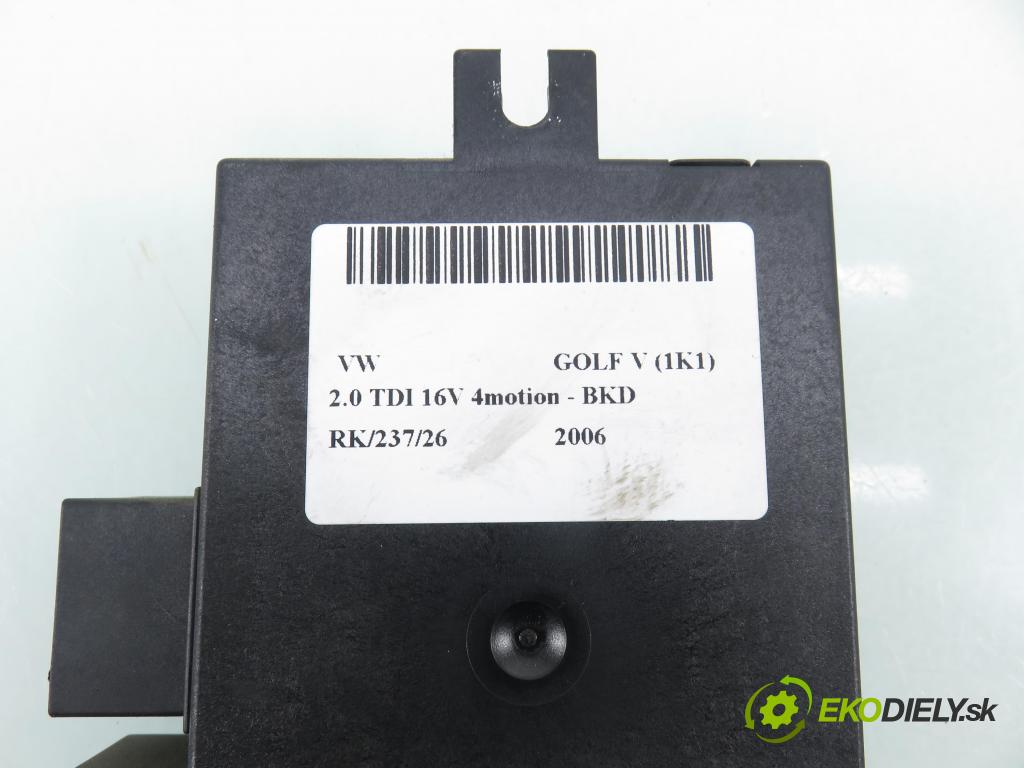 VW GOLF V (1K1)
2.0 TDI 16V 4motion - BKD
RK/237/26 2006
EKODIELY.sk